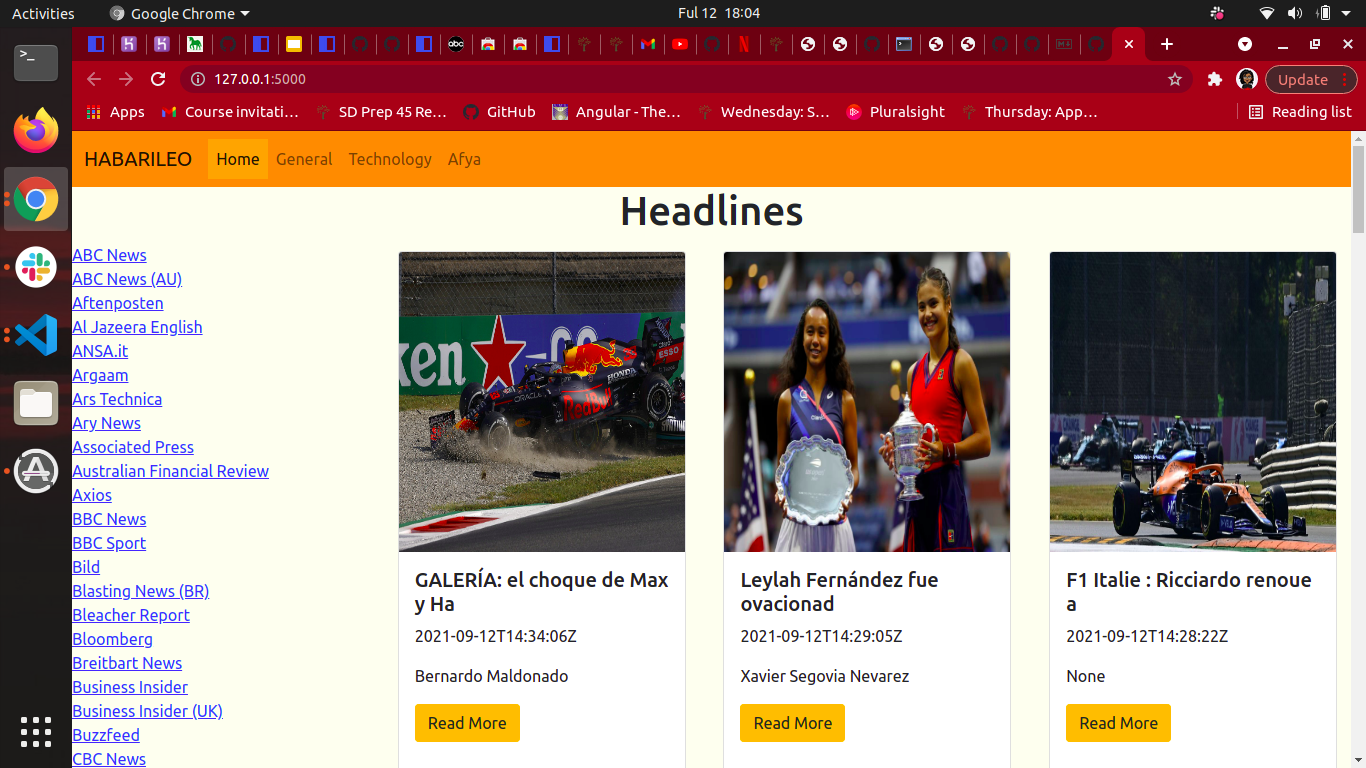 Activities Google Chrome Ful 12 18:04
127.0.0.1:5000 Update
Apps Course invitati... SD Prep 45 Re... GitHub Angular - The... Wednesday: S... Pluralsight Thursday: App... Reading list
HABARILEO Home General Technology Afya
Headlines
ABC News
ABC News (AU)
Aftenposten
Al Jazeera English
ANSA.it
Argaam
Ars Technica
Ary News
Associated Press
Australian Financial Review
Axios
BBC News
BBC Sport
Bild
Blasting News (BR)
Bleacher Report
Bloomberg
Breitbart News
Business Insider
Business Insider (UK)
Buzzfeed
CBC News
ken
ESSO
HONDA
ORACLE
RedBull
GALERÍA: el choque de Max
y Ha
2021-09-12T14:34:06Z
Bernardo Maldonado
Read More
Leylah Fernández fue
ovacionad
2021-09-12T14:29:05Z
Xavier Segovia Nevarez
Read More
F1 Italie : Ricciardo renoue
a
2021-09-12T14:28:22Z
None
Read More